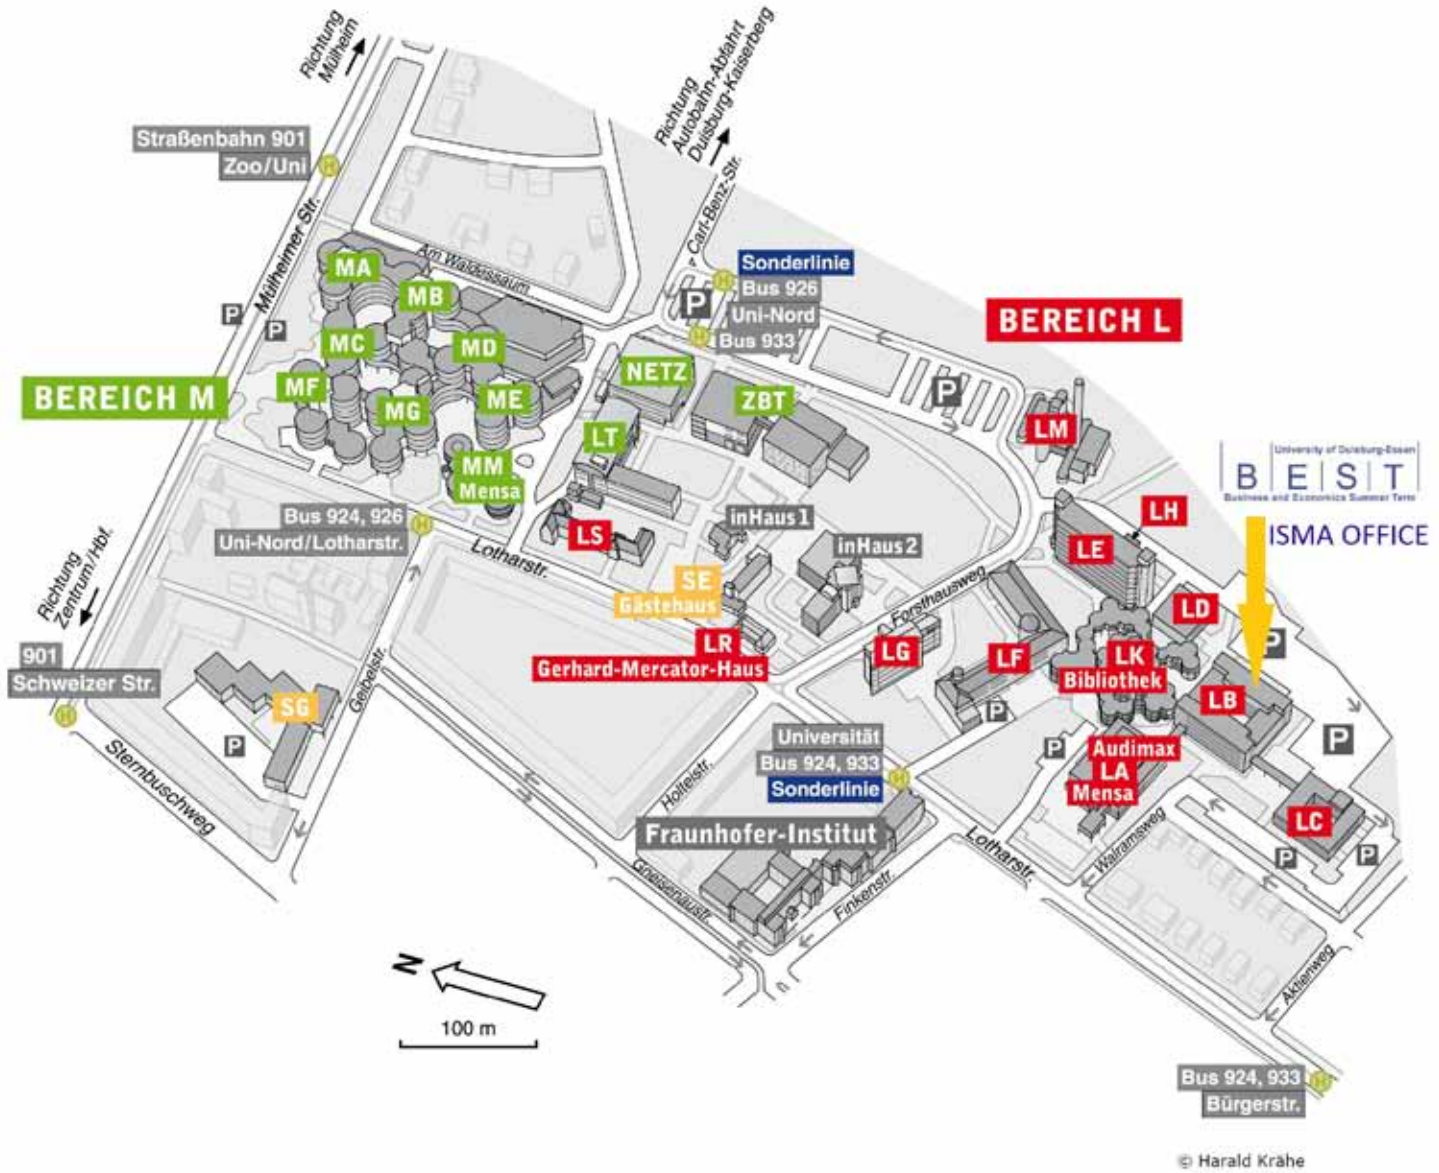 Richtung
Mülheim
Richtung
Autobahn-Abfahrt
Duisburg-Kaiserberg
Straßenbahn 901
Zoo/Uni
Mülheimer Str.
Carl-Benz-Str.
Am Waldessaum
MA
MB
MC
MD
MF
MG
ME
MM
Mensa
BEREICH M
P
P
P
Sonderlinie
Bus 926
Uni-Nord
Bus 933
BEREICH L
NETZ
ZBT
LT
P
LM
University of Duisburg-Essen
B E S T
Business and Economics Summer Term
ISMA OFFICE
Bus 924, 926
Uni-Nord/Lotharstr.
Lotharstr.
LS
inHaus 1
inHaus 2
LH
LE
LD
P
Richtung
Zentrum/Hbf.
SE
Gästehaus
LR
Gerhard-Mercator-Haus
Forsthausweg
LG
LF
LK
Bibliothek
LB
901
Schweizer Str.
Geibelstr.
SG
P
Sternbuschweg
P
P
P
Universität
Bus 924, 933
Sonderlinie
Audimax
LA
Mensa
LC
P
P
Holteistr.
Fraunhofer-Institut
Gneisenaustr.
Finkenstr.
Lotharstr.
Walramsweg
Aktienweg
N
100 m
Bus 924, 933
Bürgerstr.
H
H
H
H
H
H
H
© Harald Krähe